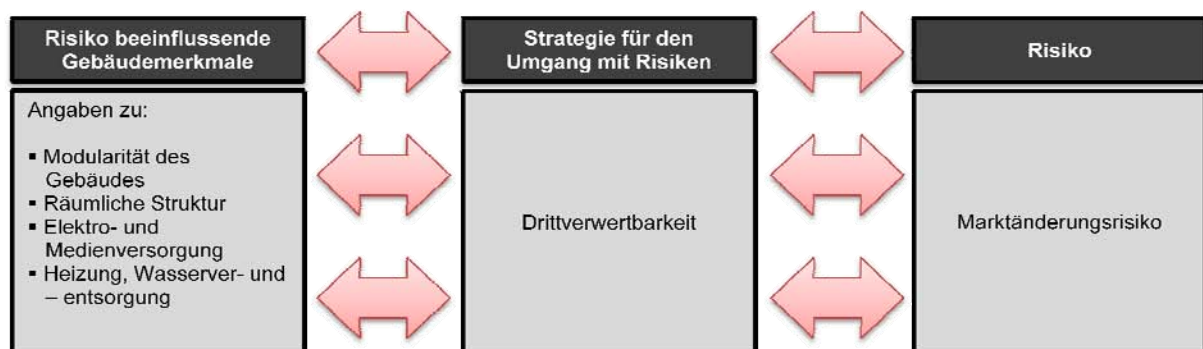 Risiko beeinflussende
Gebäudemerkmale
Angaben zu:
▪ Modularität des
Gebäudes
▪ Räumliche Struktur
▪ Elektro- und
Medienversorgung
▪ Heizung, Wasserver- und
– entsorgung
Strategie für den
Umgang mit Risiken
Drittverwertbarkeit
Risiko
Marktänderungsrisiko